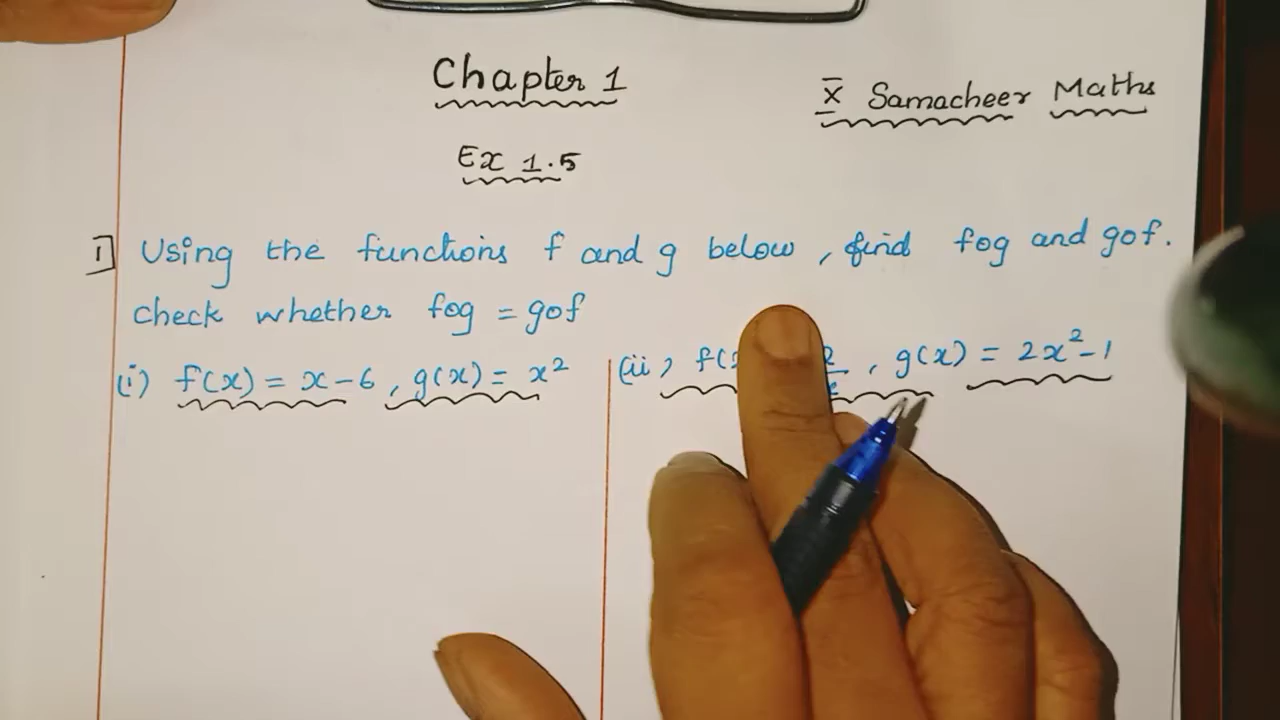 Chapter 1
X Samacheer Maths
Ex 1.5
1] Using the functions f and g below, find fog and gof.
check whether fog = gof
(i) f(x) = x-6, g(x) = x²
(ii) f( , g(x) = 2x²-1